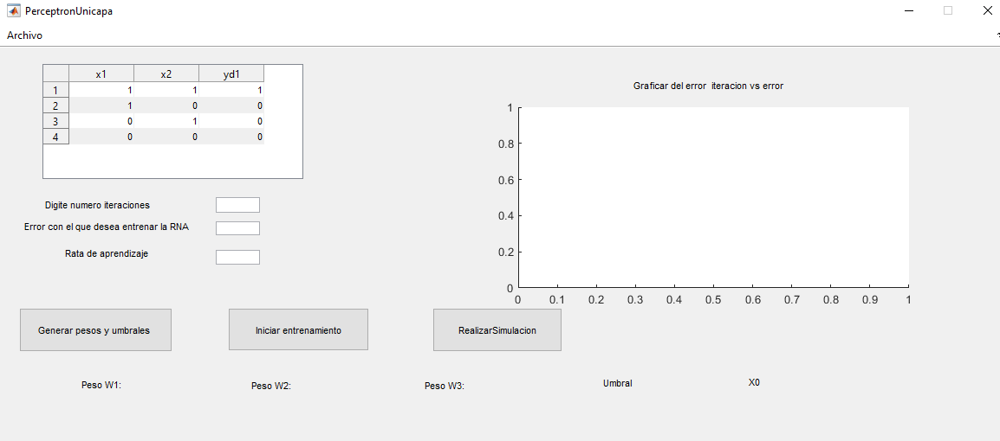 PerceptronUnicapa
Archivo
x1 x2 yd1
1 1 1 1
2 1 0 0
3 0 1 0
4 0 0 0
Digite numero iteraciones
Error con el que desea entrenar la RNA
Rata de aprendizaje
Graficar del error iteracion vs error
1
0.8
0.6
0.4
0.2
0
0 0.1 0.2 0.3 0.4 0.5 0.6 0.7 0.8 0.9 1
Generar pesos y umbrales
Iniciar entrenamiento
RealizarSimulacion
Peso W1:
Peso W2:
Peso W3:
Umbral
X0